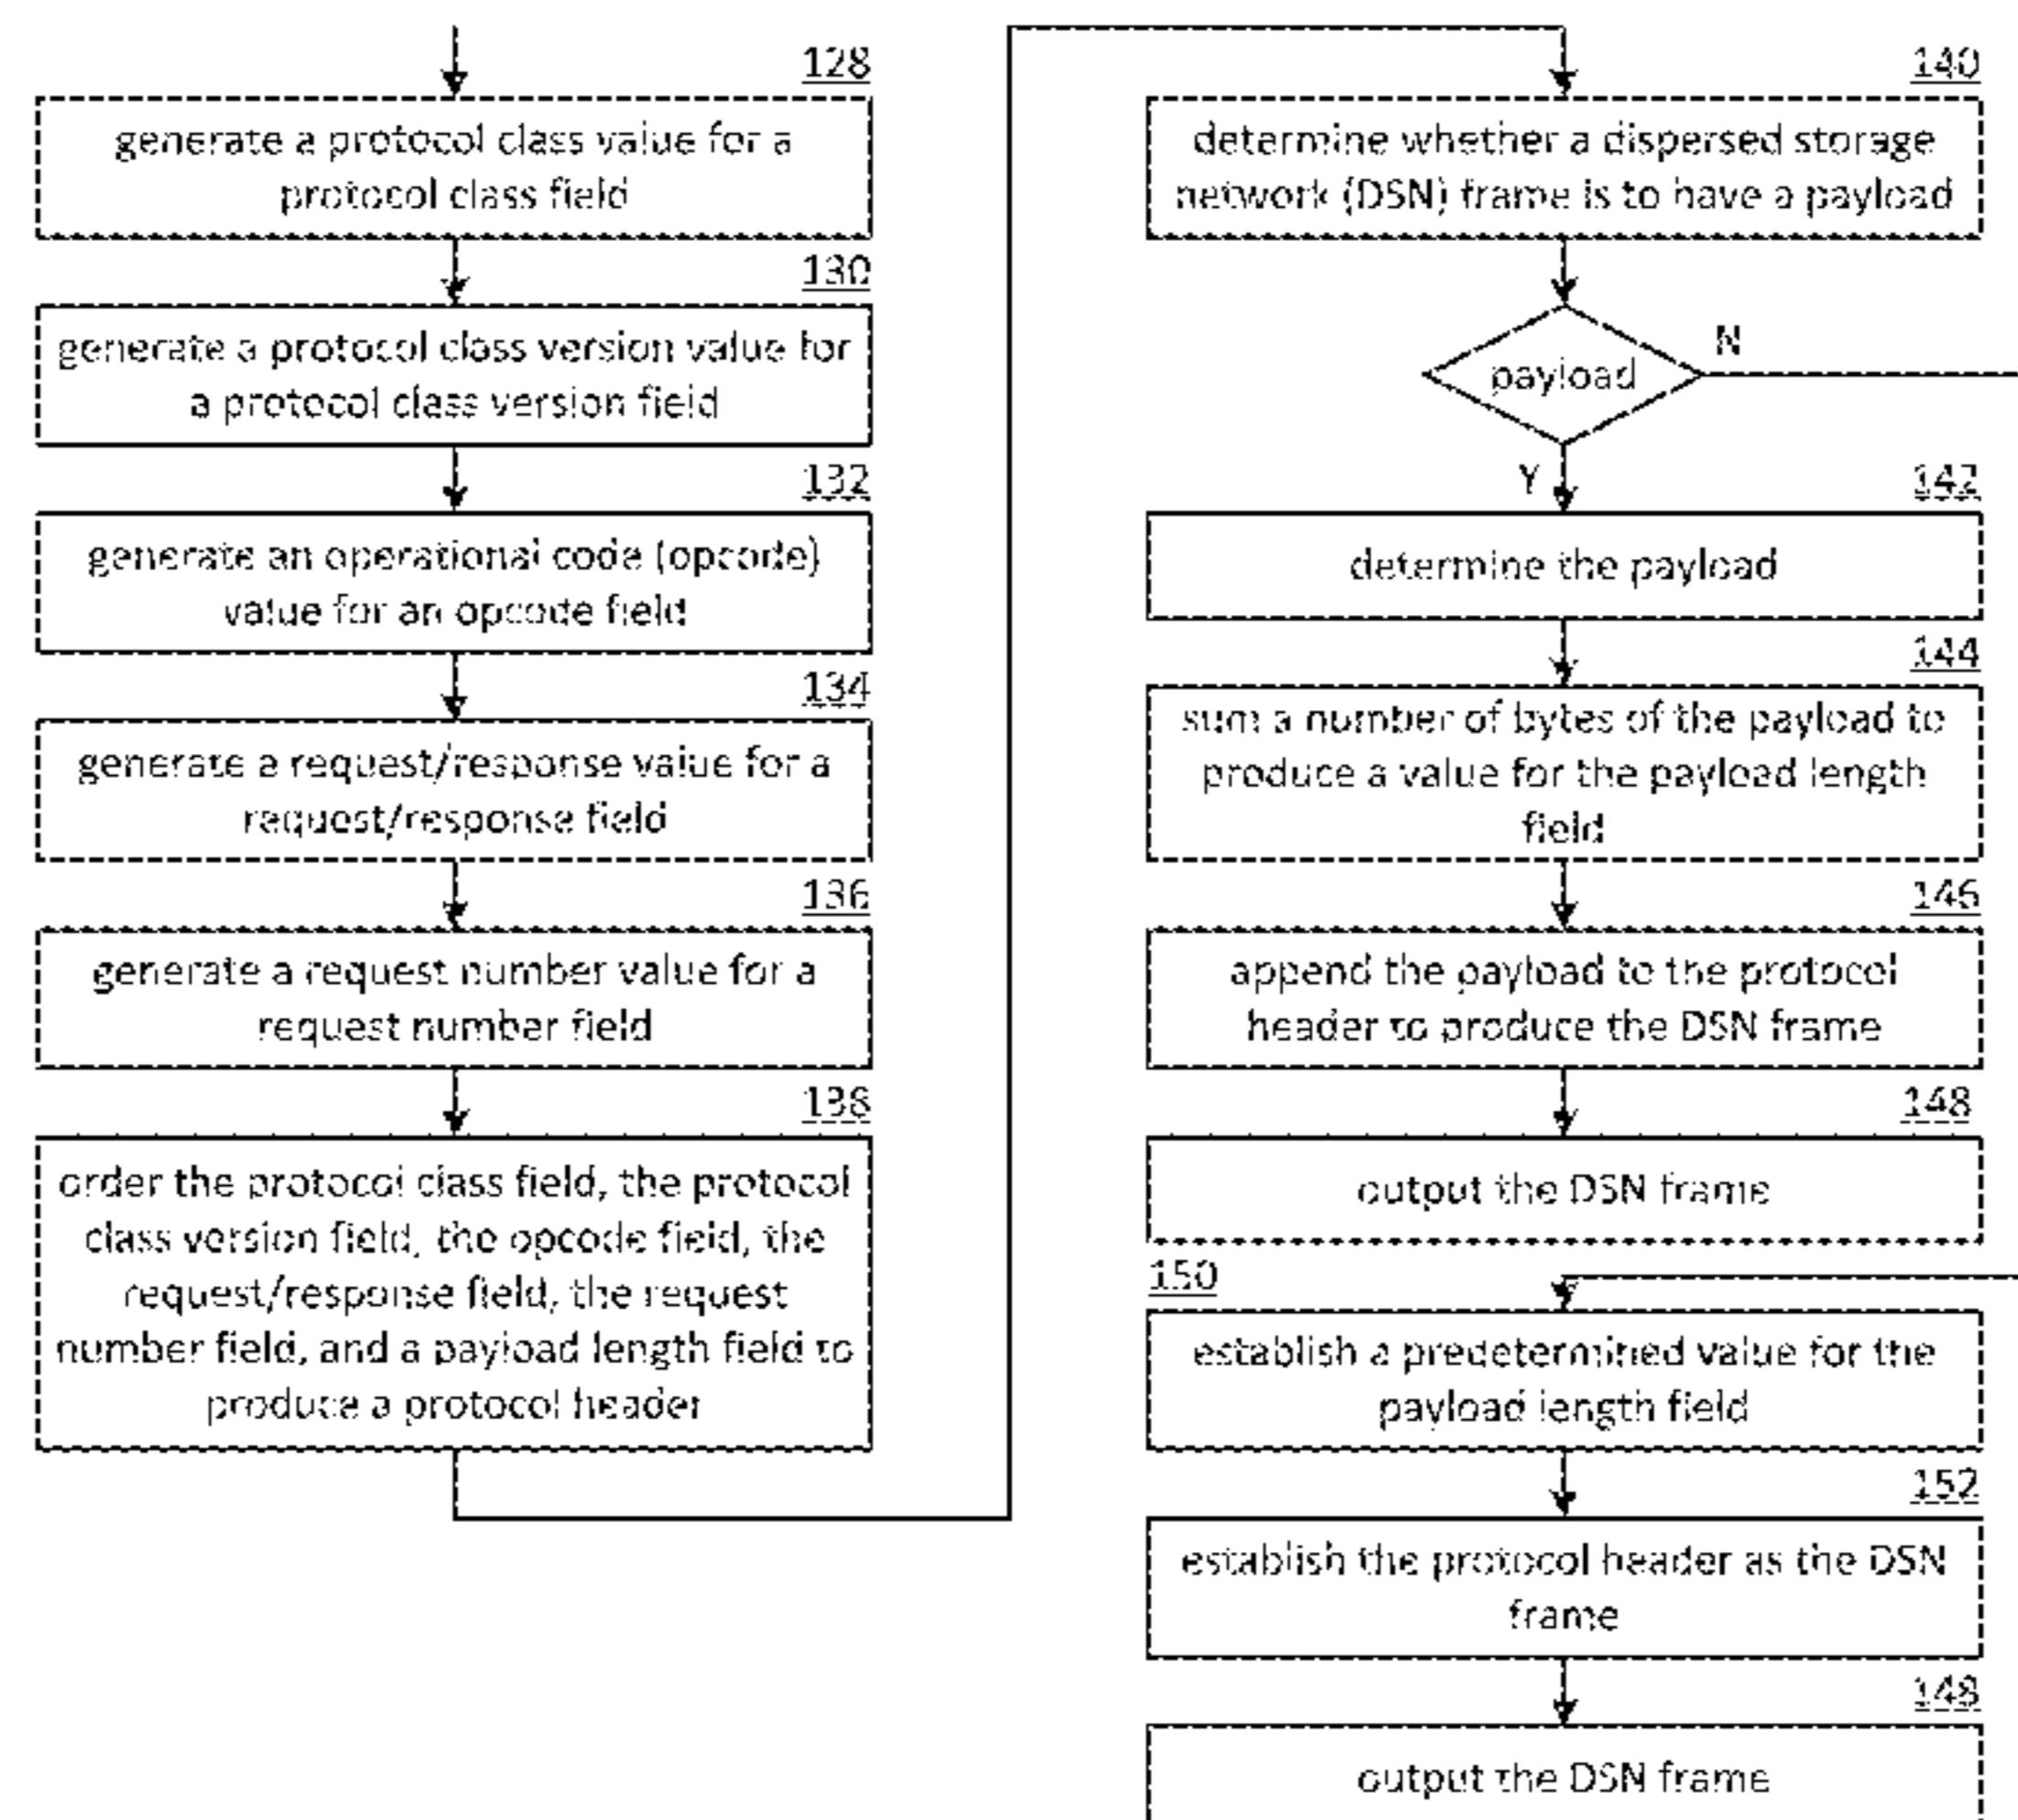 128
generate a protocol class value for a
protocol class field
130
generate a protocol class version value for
a protocol class version field
132
generate an operational code (opcode)
value for an opcode field
134
generate a request/response value for a
request/response field
136
generate a request number value for a
request number field
138
order the protocol class field, the protocol
class version field, the opcode field, the
request/response field, the request
number field, and a payload length field to
produce a protocol header
140
determine whether a dispersed storage
network (DSN) frame is to have a payload
payload
N
Y
142
determine the payload
144
sum a number of bytes of the payload to
produce a value for the payload length
field
146
append the payload to the protocol
header to produce the DSN frame
148
output the DSN frame
150
establish a predetermined value for the
payload length field
152
establish the protocol header as the DSN
frame
148
output the DSN frame